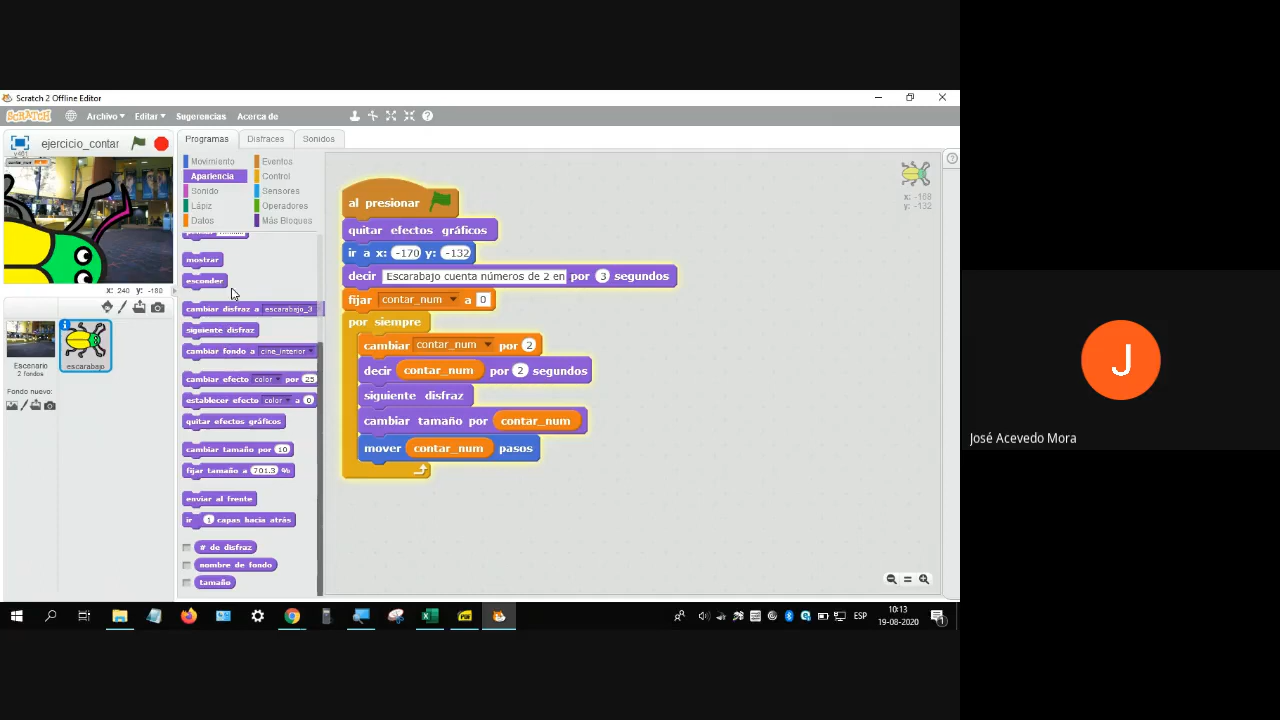 Scratch 2 Offline Editor
SCRATCH Archivo Editar Sugerencias Acerca de
ejercicio_contar
v461
Programas Disfraces Sonidos
Movimiento Eventos
Apariencia Control
Sonido Sensores
Lápiz Operadores
Datos Más Bloques
mostrar
esconder
cambiar disfraz a escarabajo_3
siguiente disfraz
cambiar fondo a cine_interior
cambiar efecto color por 25
establecer efecto color a 0
quitar efectos gráficos
cambiar tamaño por 10
fijar tamaño a 701.3 %
enviar al frente
ir 1 capas hacia atrás
# de disfraz
nombre de fondo
tamaño
x: 240 y: -180
Escenario
2 fondos
Fondo nuevo:
escarabajo
al presionar
quitar efectos gráficos
ir a x: -170 y: -132
decir Escarabajo cuenta números de 2 en por 3 segundos
fijar contar_num a 0
por siempre
cambiar contar_num por 2
decir contar_num por 2 segundos
siguiente disfraz
cambiar tamaño por contar_num
mover contar_num pasos
x: -168
y: -132
José Acevedo Mora
J
ESP
10:13
19-08-2020
1